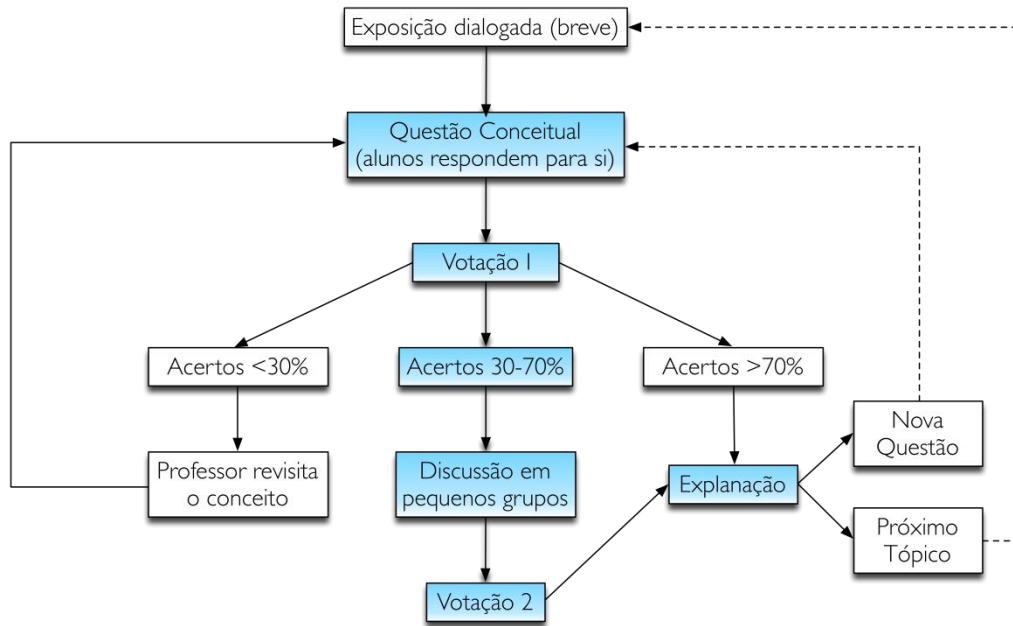 Exposição dialogada (breve)
Questão Conceitual
(alunos respondem para si)
Votação 1
Acertos <30%
Acertos 30-70%
Acertos >70%
Professor revisita
o conceito
Discussão em
pequenos grupos
Explanação
Nova
Questão
Próximo
Tópico
Votação 2